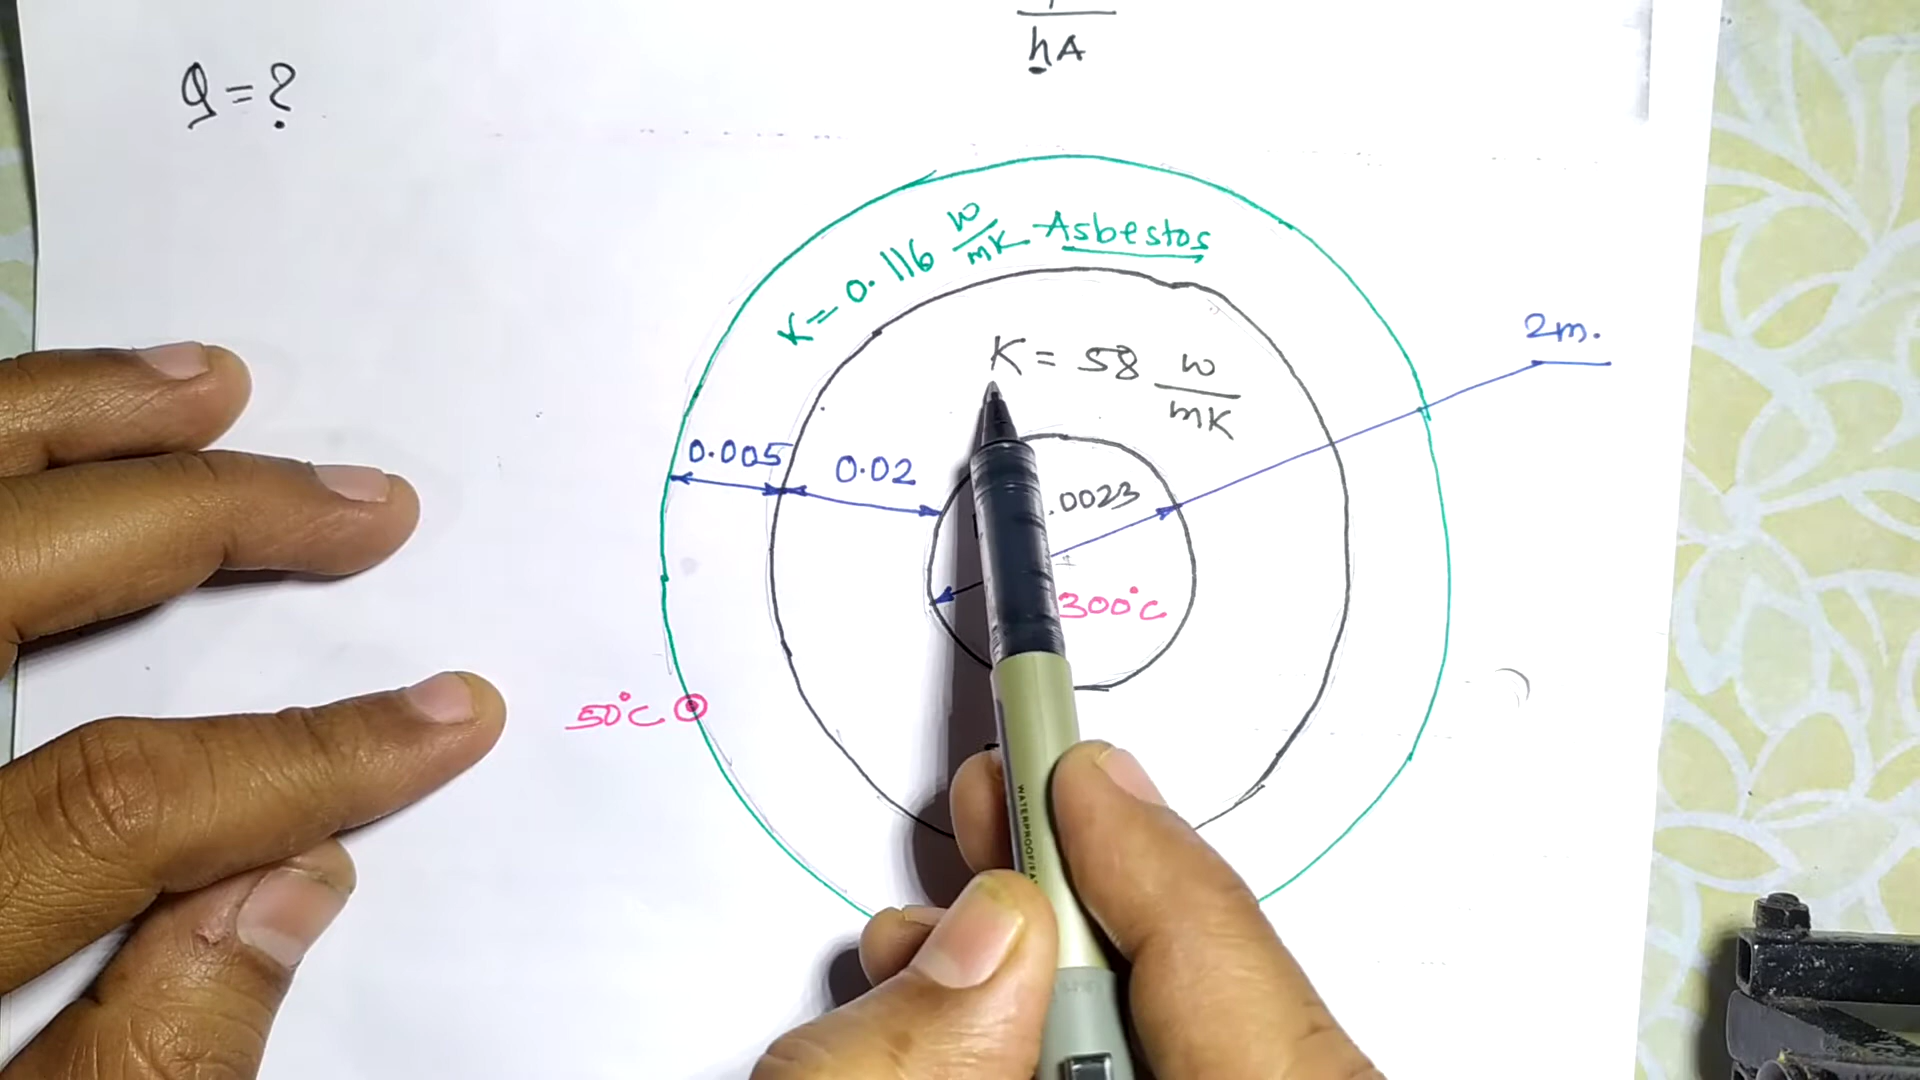 hA
Q = ?
K = 0.116 w/mK Asbestos
2m.
K = 58 w/mK
0.005
0.02
.0023
300°C
50°C